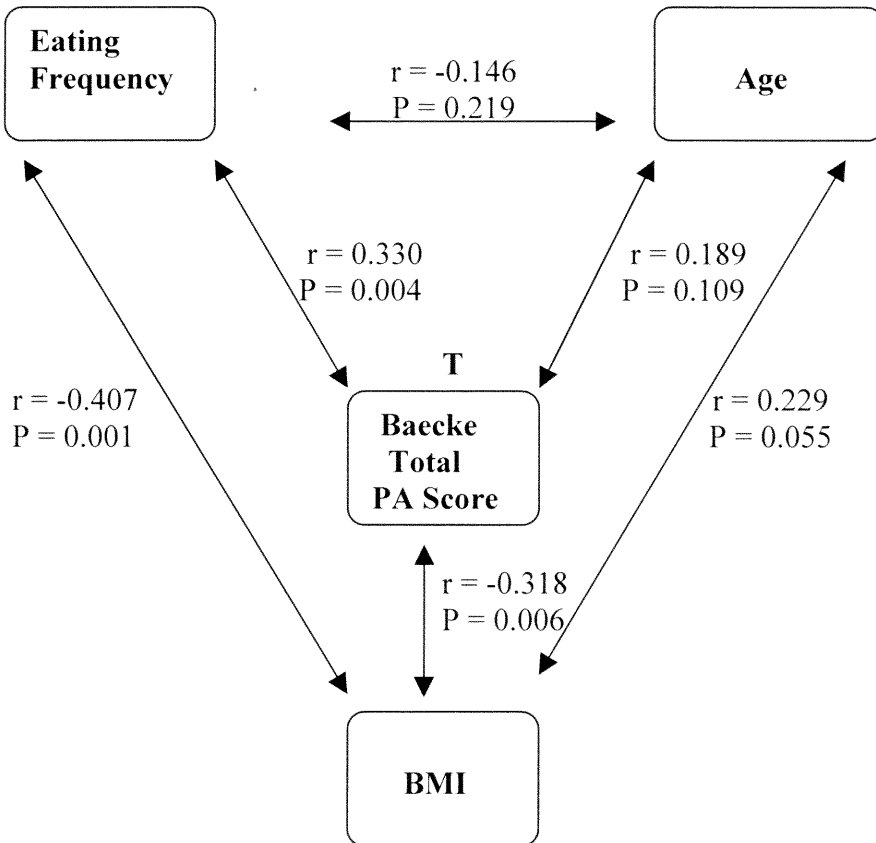 Eating
Frequency
r = -0.146
P = 0.219
Age
r = 0.330
P = 0.004
r = 0.189
P = 0.109
T
r = -0.407
P = 0.001
Baecke
Total
PA Score
r = 0.229
P = 0.055
r = -0.318
P = 0.006
BMI